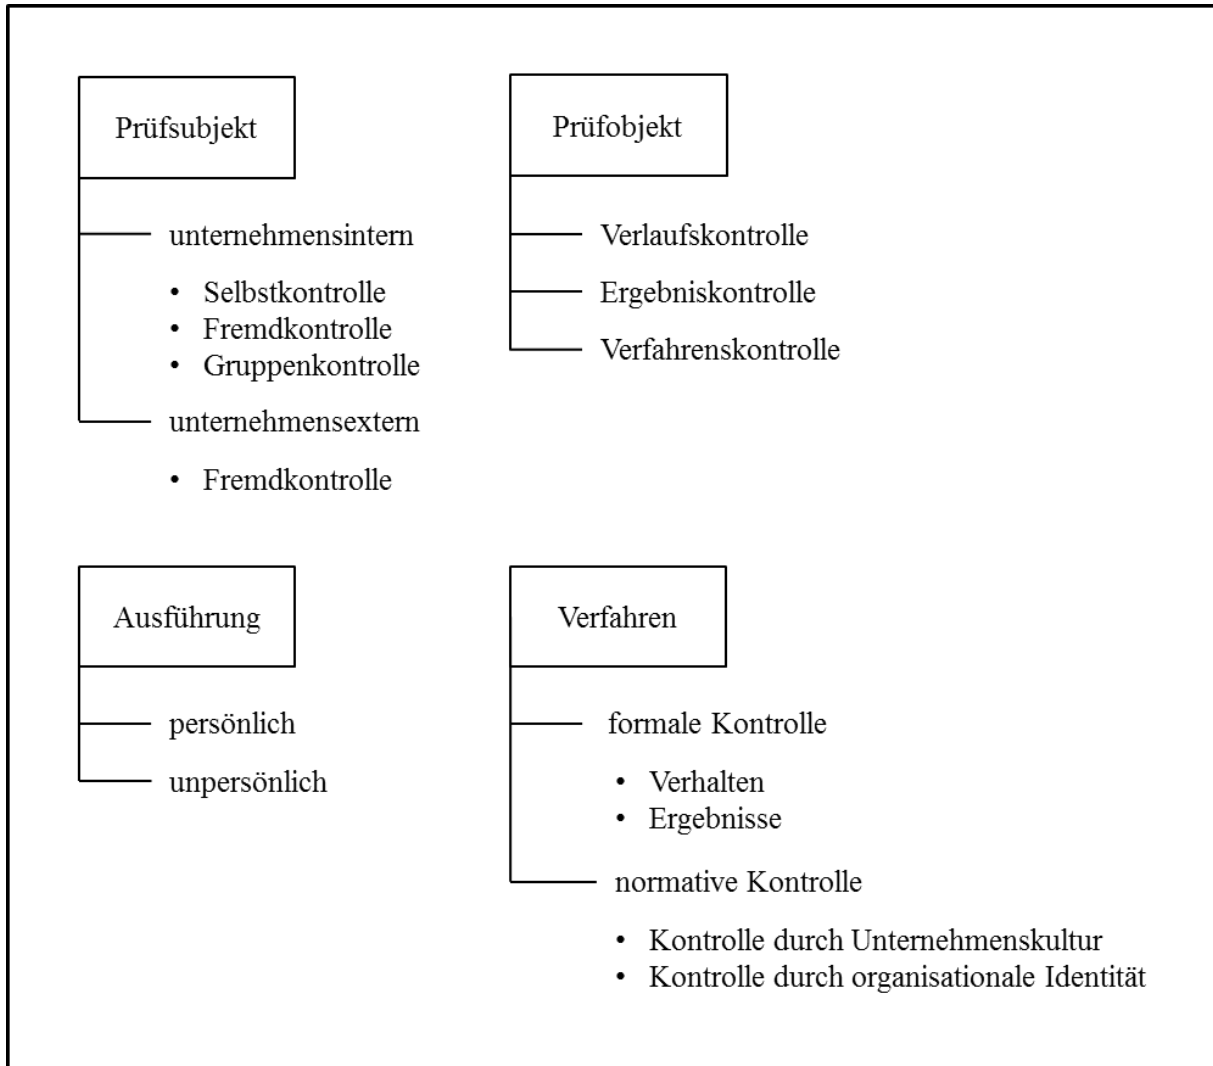 Prüfsubjekt
unternehmensintern
• Selbstkontrolle
• Fremdkontrolle
• Gruppenkontrolle
unternehmensextern
• Fremdkontrolle
Prüfobjekt
Verlaufskontrolle
Ergebniskontrolle
Verfahrenskontrolle
Ausführung
persönlich
unpersönlich
Verfahren
formale Kontrolle
• Verhalten
• Ergebnisse
normative Kontrolle
• Kontrolle durch Unternehmenskultur
• Kontrolle durch organisationale Identität